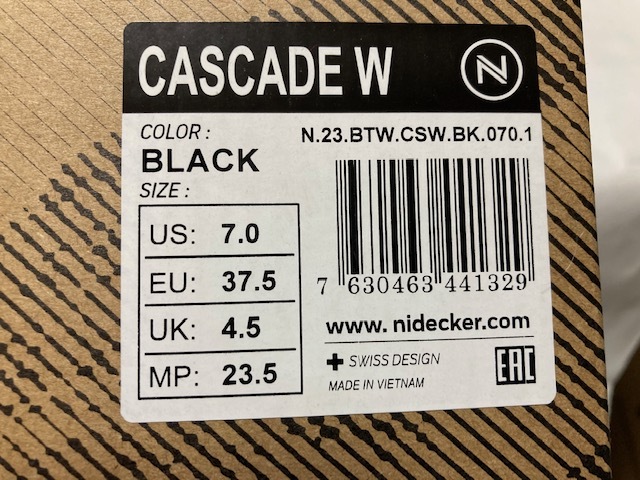 CASCADE W N
COLOR :
N.23.BTW.CSW.BK.070.1
BLACK
SIZE :
US: 7.0
EU: 37.5
UK: 4.5
MP: 23.5
7 630463 441329
www. nidecker.com
+ SWISS DESIGN
MADE IN VIETNAM
EAC